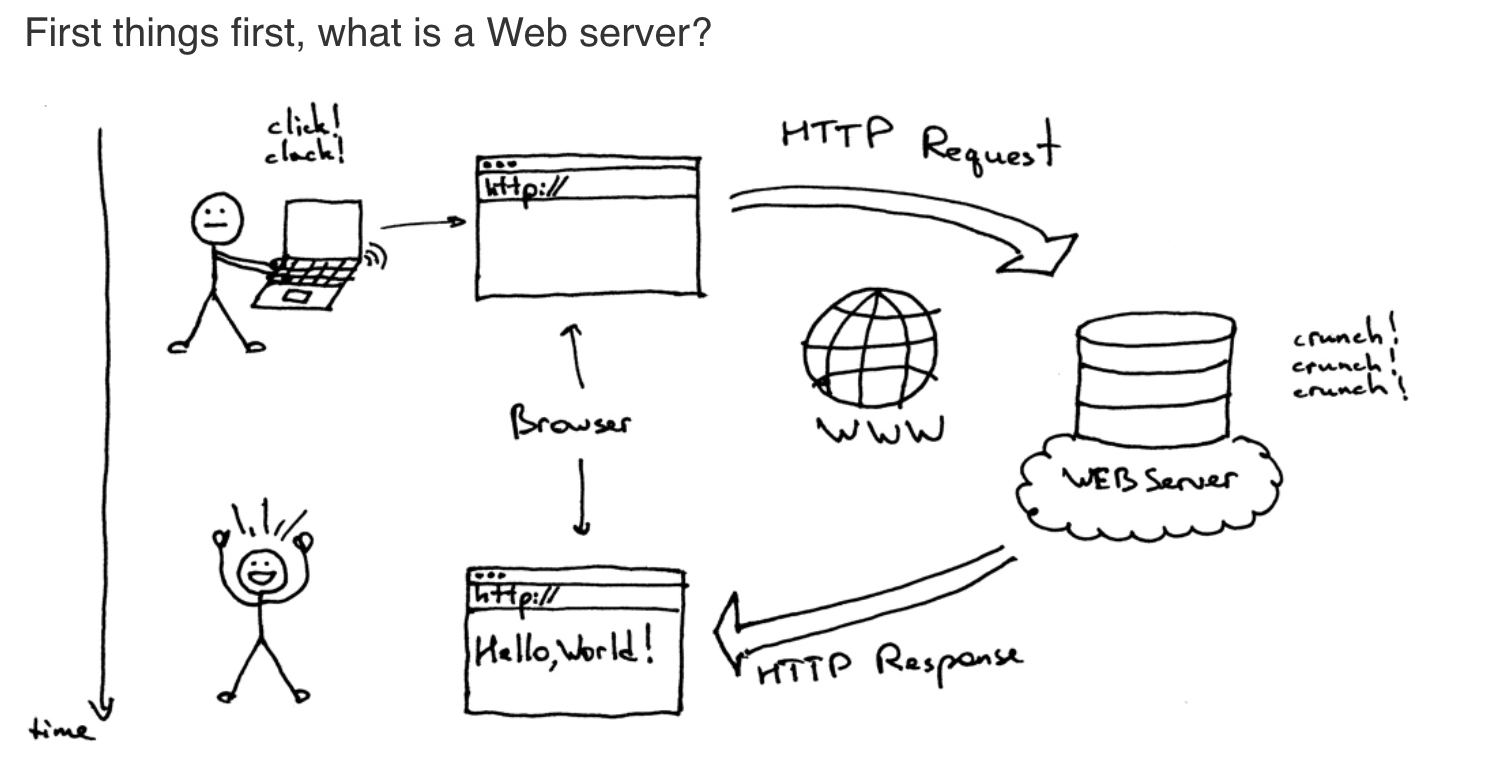 First things first, what is a Web server?
click!
clack!
HTTP Request
http://
crunch!
crunch!
crunch!
Browser
WWW
WEB Server
http://
Hello, World!
HTTP Response
time